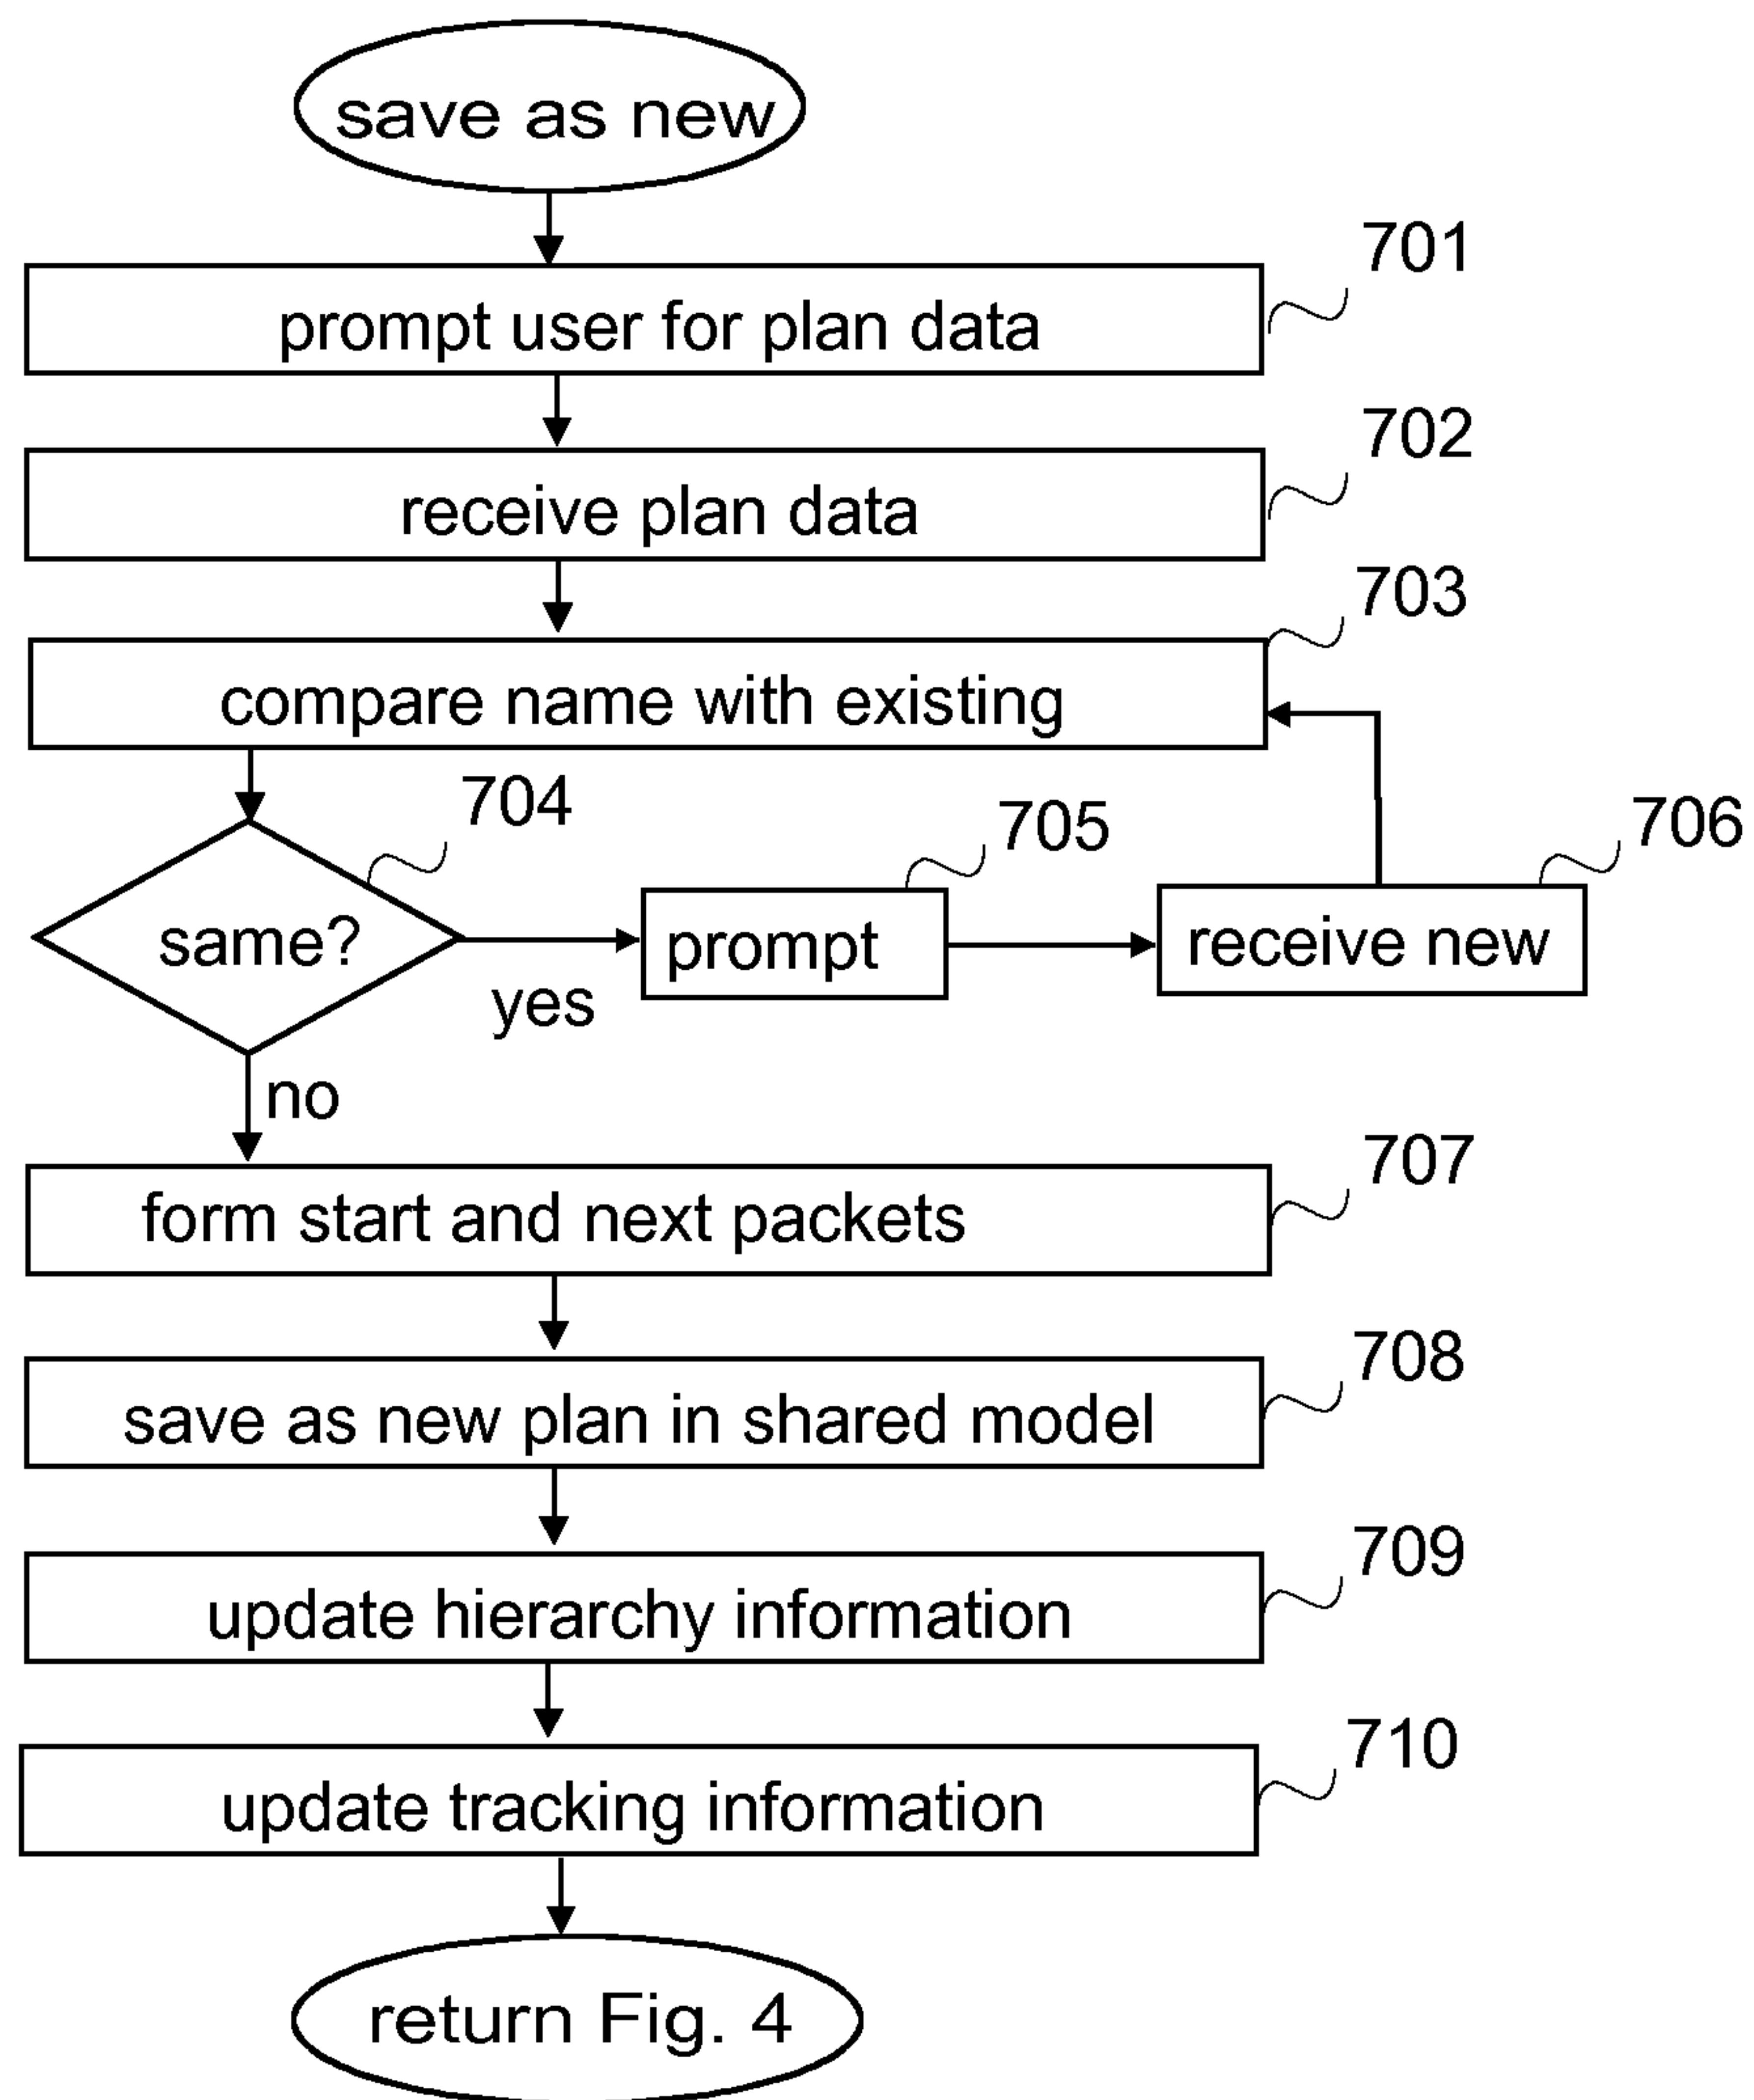 save as new
701
prompt user for plan data
702
receive plan data
703
compare name with existing
704
705
706
same?
prompt
receive new
yes
no
707
form start and next packets
708
save as new plan in shared model
709
update hierarchy information
710
update tracking information
return Fig. 4